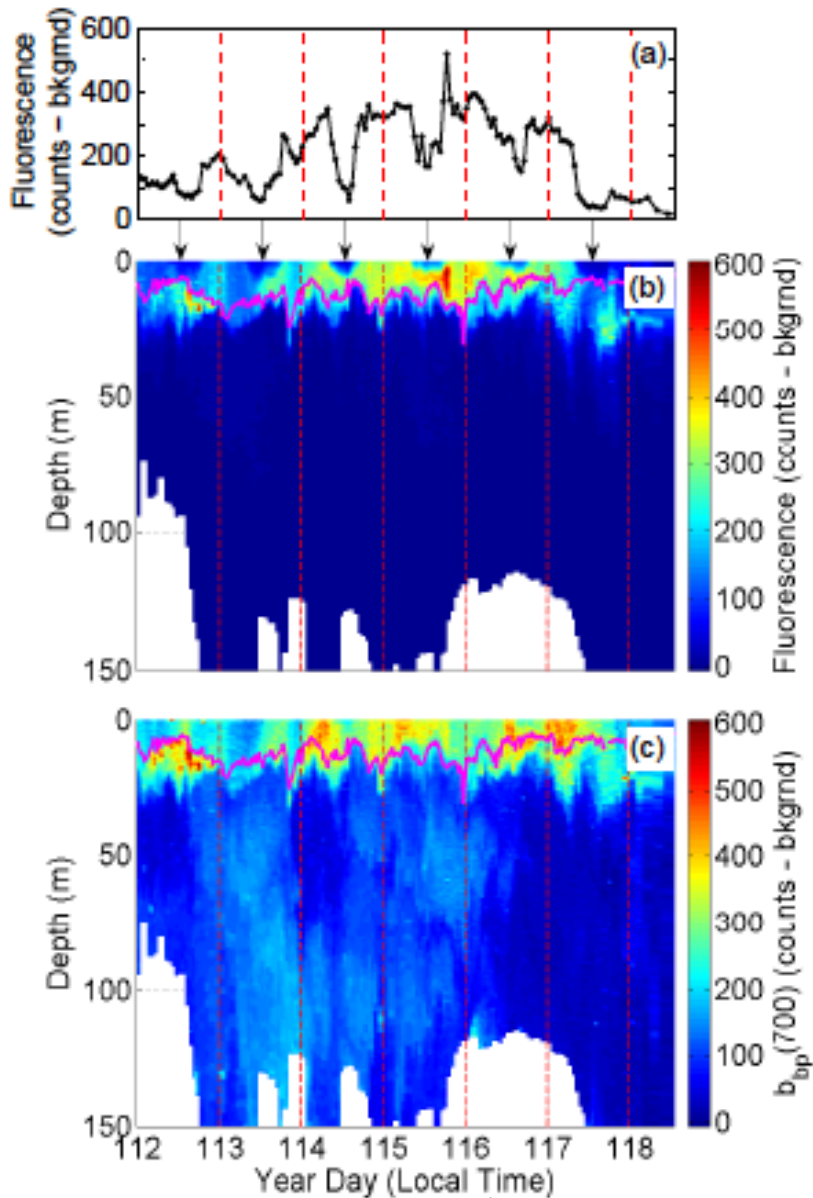 600
400
200
0
Fluorescence
(counts - bkgrnd)
(a)
0
50
100
150
Depth (m)
(b)
600
500
400
300
200
100
0
Fluorescence (counts - bkgrnd)
0
50
100
150
Depth (m)
(c)
600
500
400
300
200
100
0
b_bp(700) (counts - bkgrnd)
112 113 114 115 116 117 118
Year Day (Local Time)